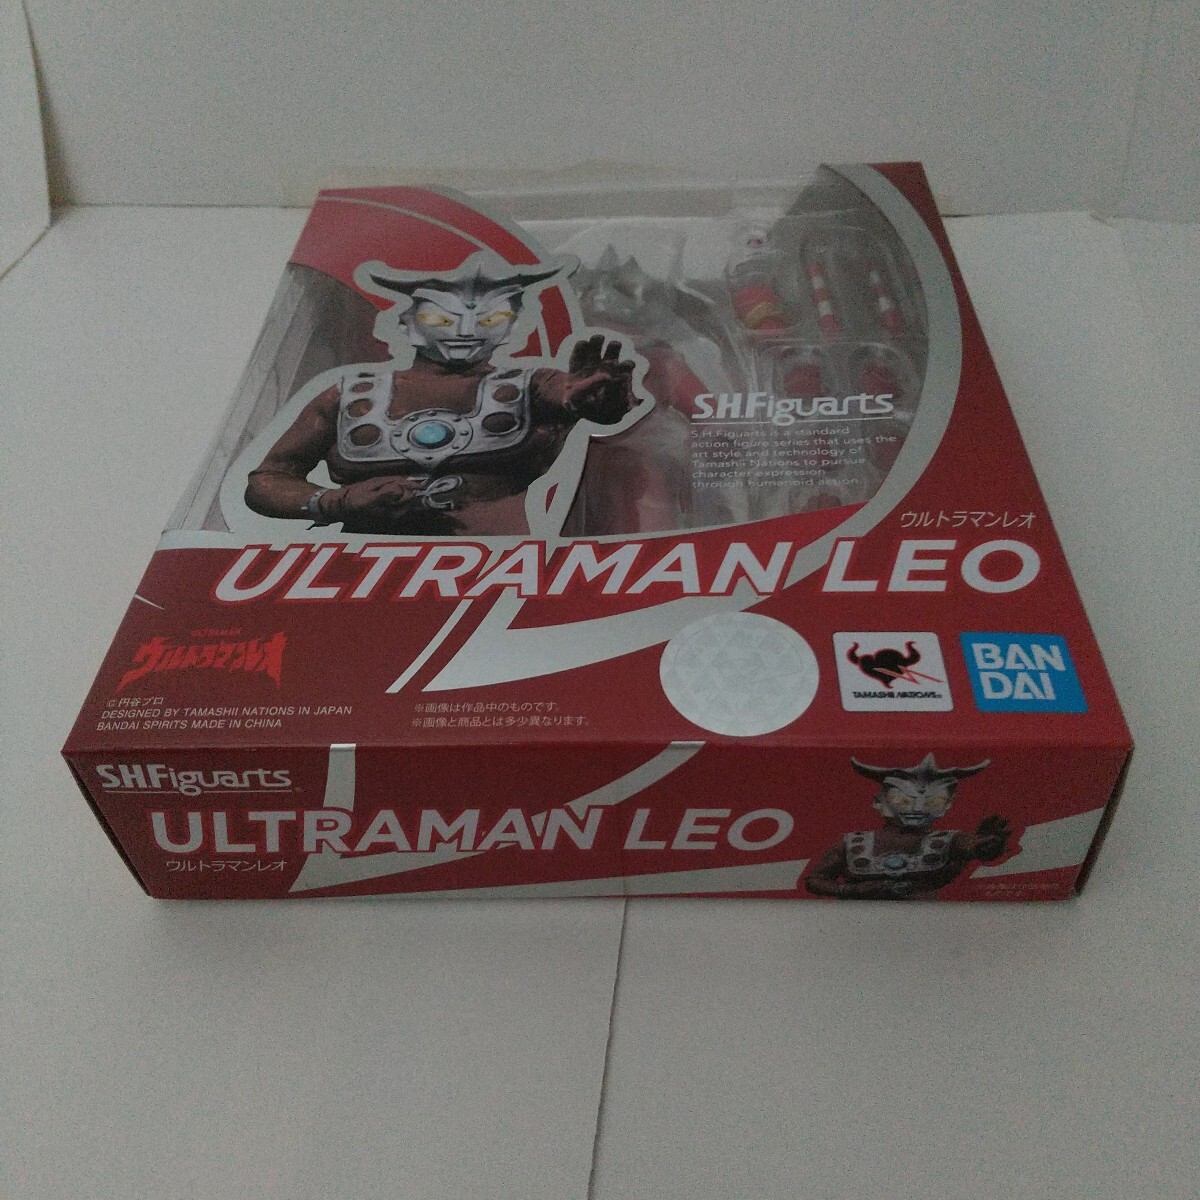 S.H.Figuarts
S.H.Figuarts is a standard
action figure series that uses the
art style and technology of
Tamashii Nations to pursue
character expression
through humanoid action.
ウルトラマンレオ
ULTRAMAN LEO
ULTRAMAN
ウルトラマンレオ
© 円谷プロ
DESIGNED BY TAMASHII NATIONS IN JAPAN
BANDAI SPIRITS MADE IN CHINA
※画像は作品中のものです。
※画像と商品とは多少異なります。
TAMASHII NATIONS
BAN
DAI
S.H.Figuarts
ULTRAMAN LEO
ウルトラマンレオ